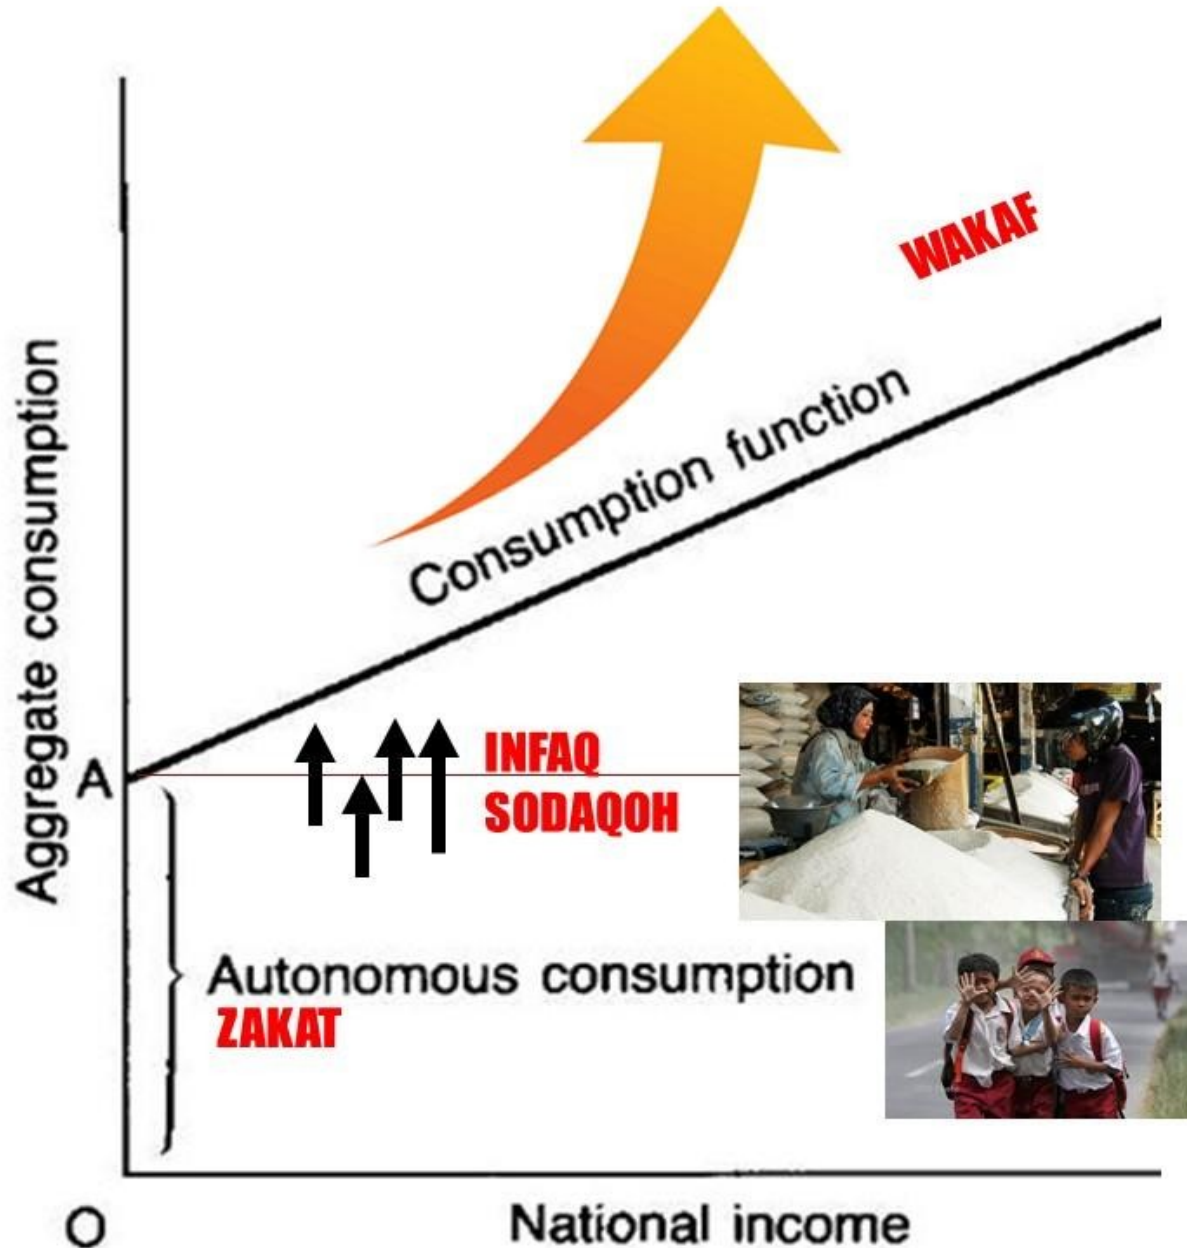 WAKAF
Aggregate consumption
Consumption function
A
INFAQ
SODAQOH
Autonomous consumption
ZAKAT
O
National income